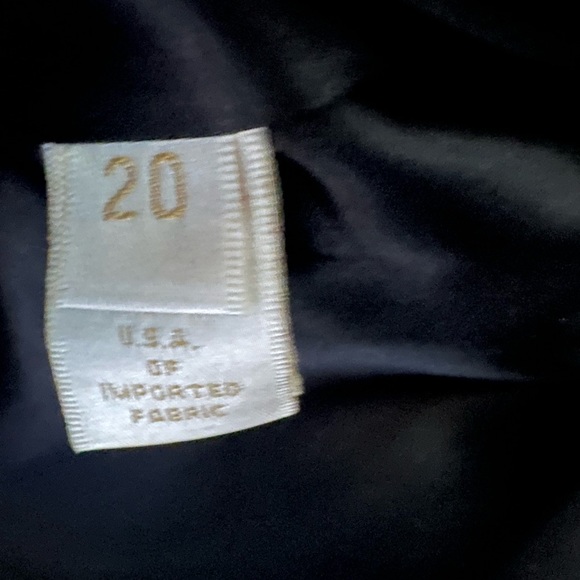 20
U.S.A.
OF
IMPORTED
FABRIC